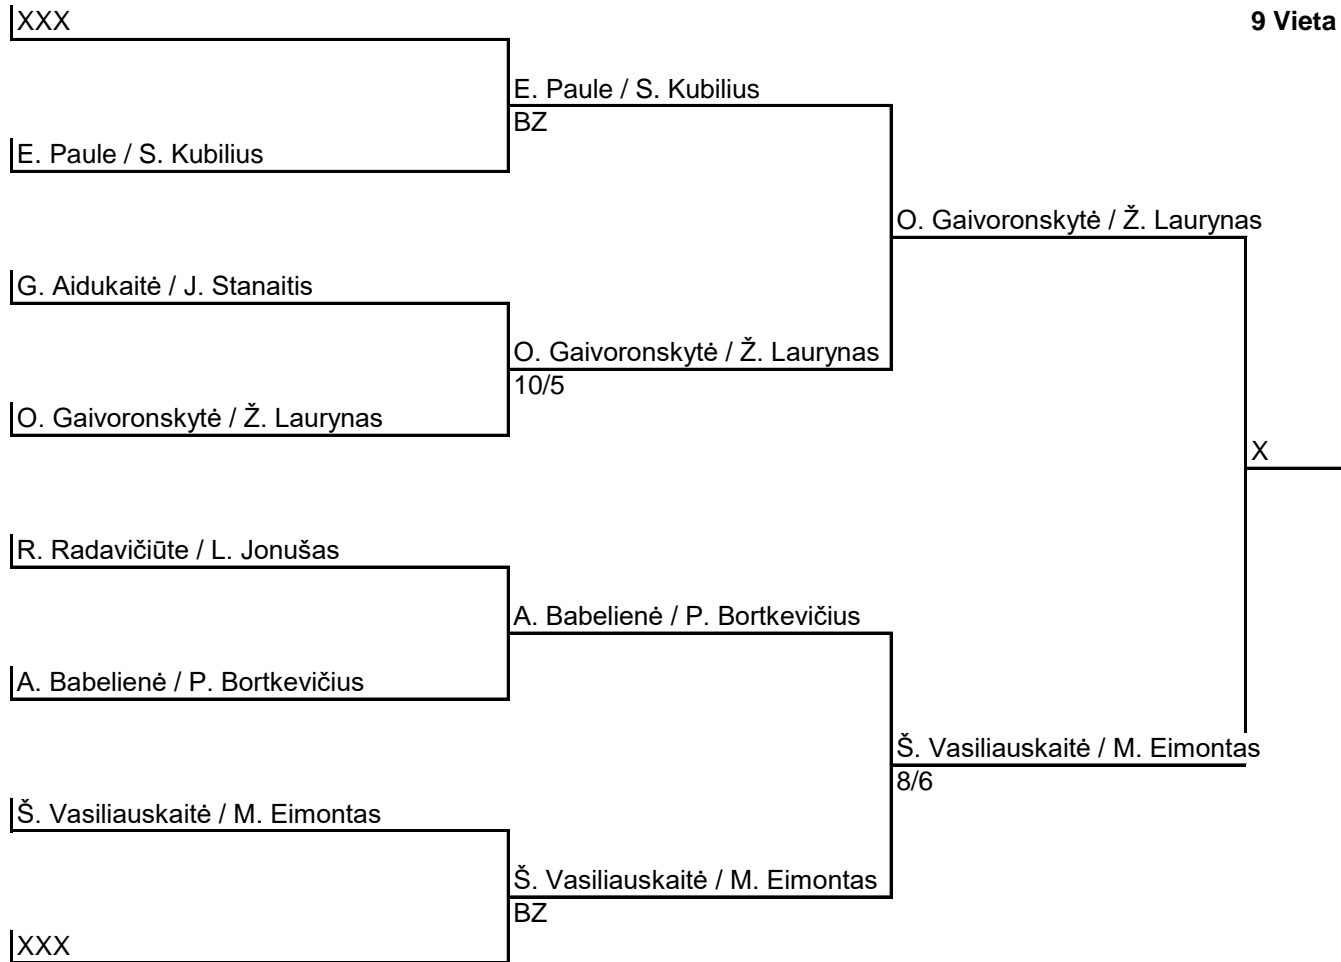 XXX
9 Vieta
E. Paule / S. Kubilius
BZ
E. Paule / S. Kubilius
O. Gaivoronskytė / Ž. Laurynas
G. Aidukaitė / J. Stanaitis
O. Gaivoronskytė / Ž. Laurynas
10/5
O. Gaivoronskytė / Ž. Laurynas
X
R. Radavičiūte / L. Jonušas
A. Babelienė / P. Bortkevičius
A. Babelienė / P. Bortkevičius
Š. Vasiliauskaitė / M. Eimontas
8/6
Š. Vasiliauskaitė / M. Eimontas
Š. Vasiliauskaitė / M. Eimontas
BZ
XXX